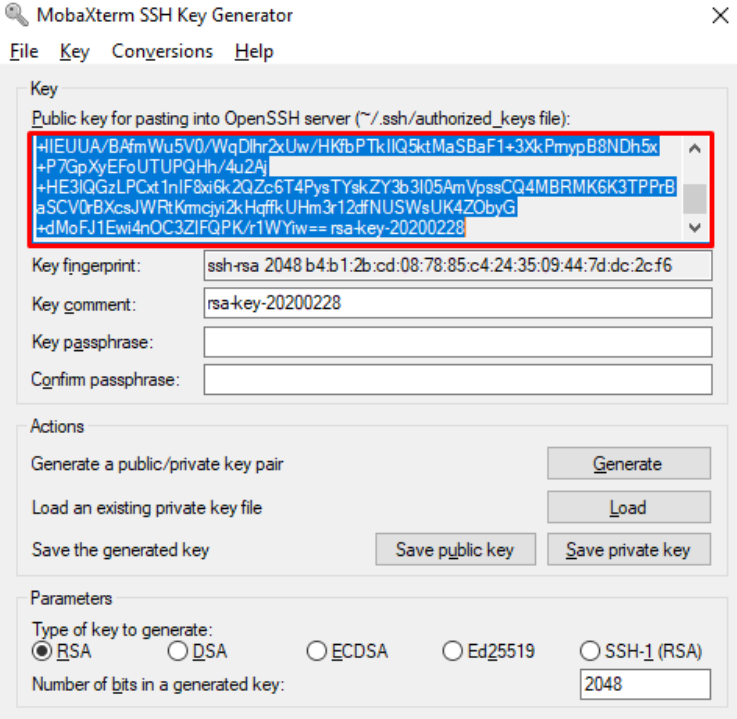 MobaXterm SSH Key Generator
File Key Conversions Help
Key
Public key for pasting into OpenSSH server (~/.ssh/authorized_keys file):
+IIEUUA/BAfmWu5V0/WqDlhr2xUw/HKfbPTkIIQ5ktMaSBaF1+3XkPmypB8NDh5x
+P7GpXyEFoUTUPQHh/4u2Aj
+HE3IQGzLPCxt1nIF8xi6k2QZc6T4PysTYskZY3b3I05AmVpssCQ4MBRMK6K3TPPrB
aSCV0rBXcsJWRtKrmcjyi2kHqffkUHm3r12dfNUSWsUK4ZObyG
+dMoFJ1Ewi4nOC3ZIFQPK/r1WYiw== rsa-key-20200228
Key fingerprint: ssh-rsa 2048 b4:b1:2b:cd:08:78:85:c4:24:35:09:44:7d:dc:2c:f6
Key comment: rsa-key-20200228
Key passphrase:
Confirm passphrase:
Actions
Generate a public/private key pair Generate
Load an existing private key file Load
Save the generated key Save public key Save private key
Parameters
Type of key to generate:
RSA DSA ECDSA Ed25519 SSH-1 (RSA)
Number of bits in a generated key: 2048